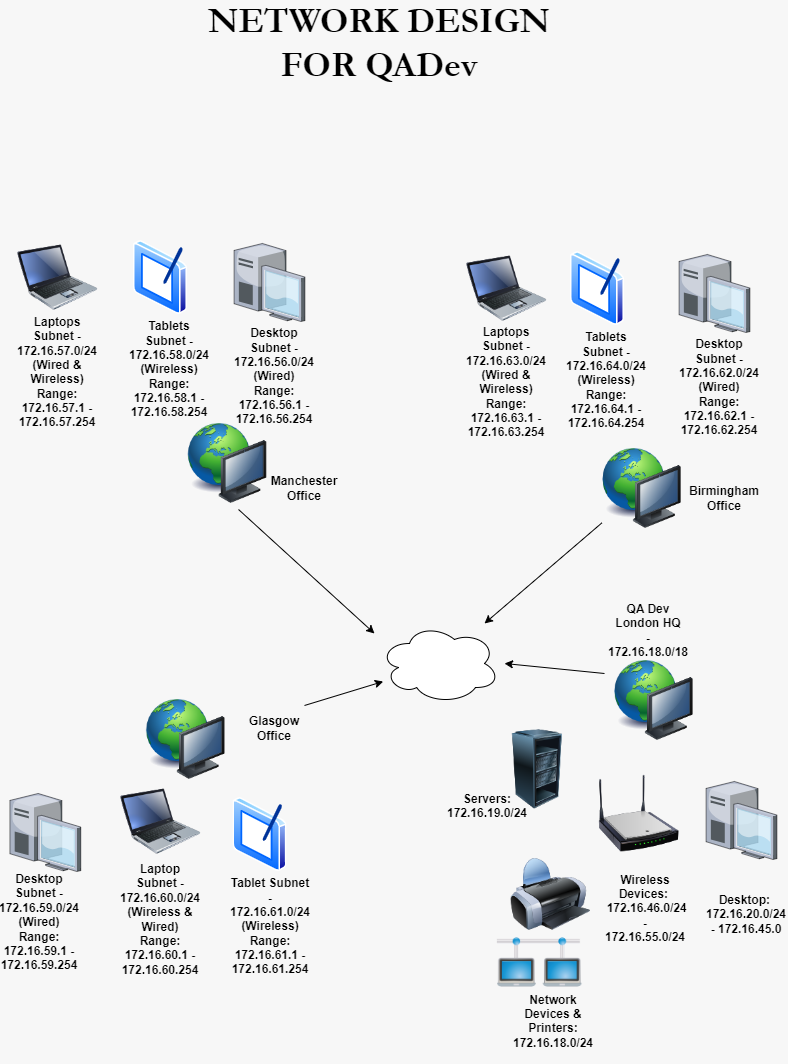 NETWORK DESIGN
FOR QADev
Laptops
Subnet -
172.16.57.0/24
(Wired &
Wireless)
Range:
172.16.57.1 -
172.16.57.254
Tablets
Subnet -
172.16.58.0/24
(Wireless)
Range:
172.16.58.1 -
172.16.58.254
Desktop
Subnet -
172.16.56.0/24
(Wired)
Range:
172.16.56.1 -
172.16.56.254
Manchester
Office
Laptops
Subnet -
172.16.63.0/24
(Wired &
Wireless)
Range:
172.16.63.1 -
172.16.63.254
Tablets
Subnet -
172.16.64.0/24
(Wireless)
Range:
172.16.64.1 -
172.16.64.254
Desktop
Subnet -
172.16.62.0/24
(Wired)
Range:
172.16.62.1 -
172.16.62.254
Birmingham
Office
QA Dev
London HQ
-
172.16.18.0/18
Glasgow
Office
Desktop
Subnet -
172.16.59.0/24
(Wired)
Range:
172.16.59.1 -
172.16.59.254
Laptop
Subnet -
172.16.60.0/24
(Wireless &
Wired)
Range:
172.16.60.1 -
172.16.60.254
Tablet Subnet
-
172.16.61.0/24
(Wireless)
Range:
172.16.61.1 -
172.16.61.254
Servers:
172.16.19.0/24
Wireless
Devices:
172.16.46.0/24
-
172.16.55.0/24
Desktop:
172.16.20.0/24
- 172.16.45.0
Network
Devices &
Printers:
172.16.18.0/24